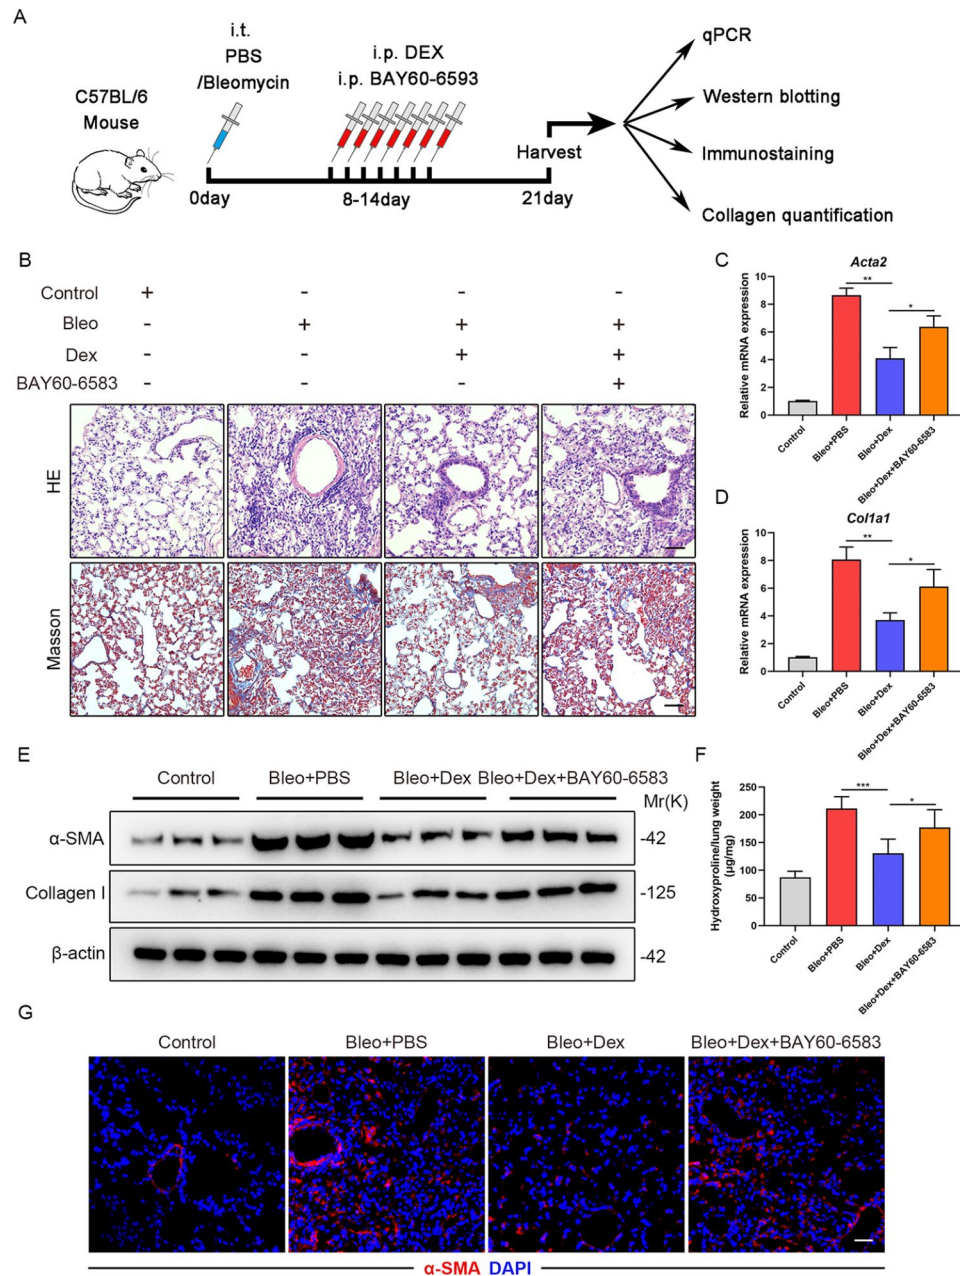 A
i.t.
PBS
/Bleomycin
i.p. DEX
i.p. BAY60-6593
C57BL/6
Mouse
0day
8-14day
21day
Harvest
qPCR
Western blotting
Immunostaining
Collagen quantification
B
Control + - - -
Bleo - + + +
Dex - - + +
BAY60-6583 - - - +
HE
Masson
C
Acta2
Relative mRNA expression
10
8
6
4
2
0
**
*
Control
Bleo+PBS
Bleo+Dex
Bleo+Dex+BAY60-6583
D
Col1a1
Relative mRNA expression
10
8
6
4
2
0
**
*
Control
Bleo+PBS
Bleo+Dex
Bleo+Dex+BAY60-6583
E
Control Bleo+PBS Bleo+Dex Bleo+Dex+BAY60-6583
Mr(K)
α-SMA -42
Collagen I -125
β-actin -42
F
Hydroxyproline/lung weight
(μg/mg)
250
200
150
100
50
0
***
*
Control
Bleo+PBS
Bleo+Dex
Bleo+Dex+BAY60-6583
G
Control Bleo+PBS Bleo+Dex Bleo+Dex+BAY60-6583
α-SMA DAPI